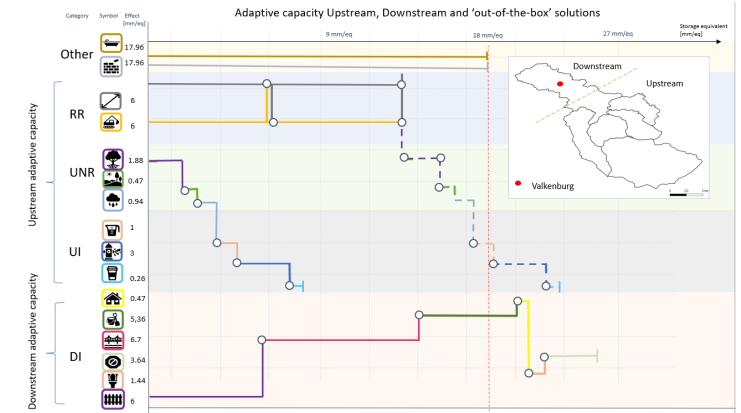 Adaptive capacity Upstream, Downstream and ‘out-of-the-box’ solutions
Category
Symbol
Effect
[mm/eq]
9 mm/eq
18 mm/eq
27 mm/eq
Storage equivalent
[mm/eq]
Other
17.96
17.96
RR
6
6
UNR
1.88
0.47
0.94
UI
1
3
0.26
DI
0.47
5,36
6.7
3.64
1.44
6
Upstream adaptive capacity
Downstream adaptive capacity
Downstream
Upstream
Valkenburg